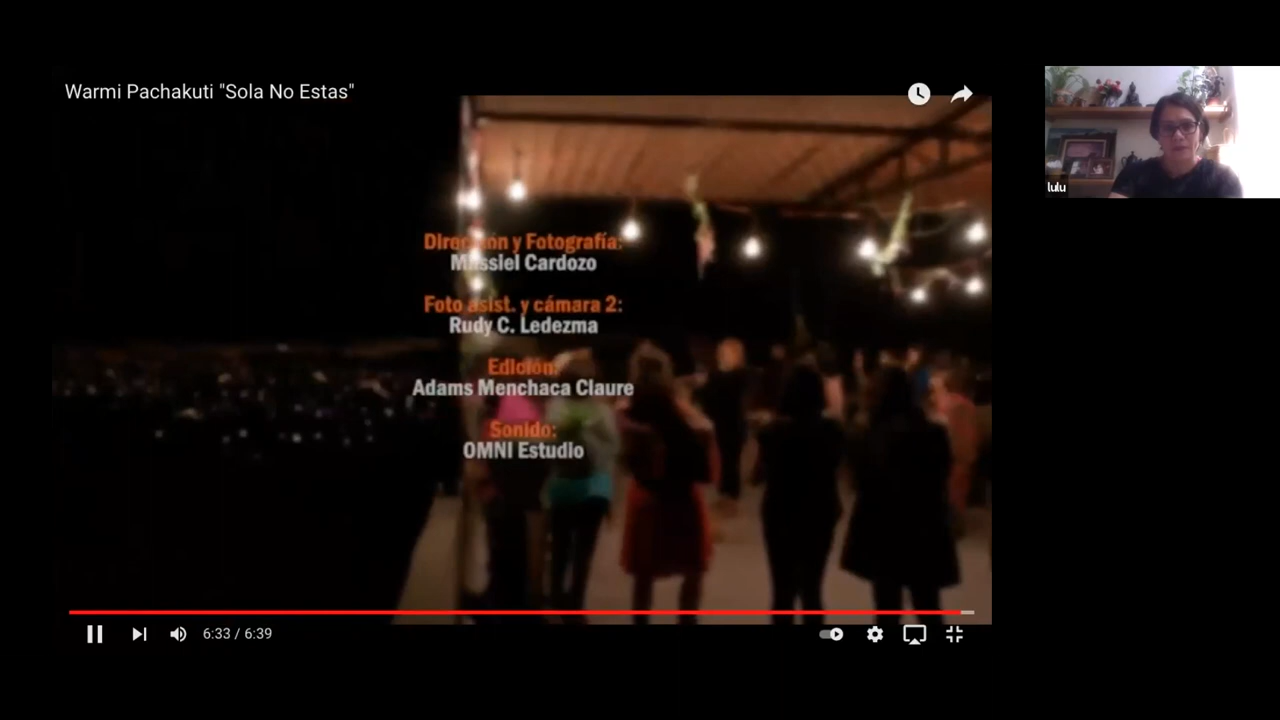 Warmi Pachakuti "Sola No Estas"
Dirección y Fotografía:
Massiel Cardozo
Foto asist. y cámara 2:
Rudy C. Ledezma
Edición:
Adams Menchaca Claure
Sonido:
OMNI Estudio
6:33 / 6:39
lulu